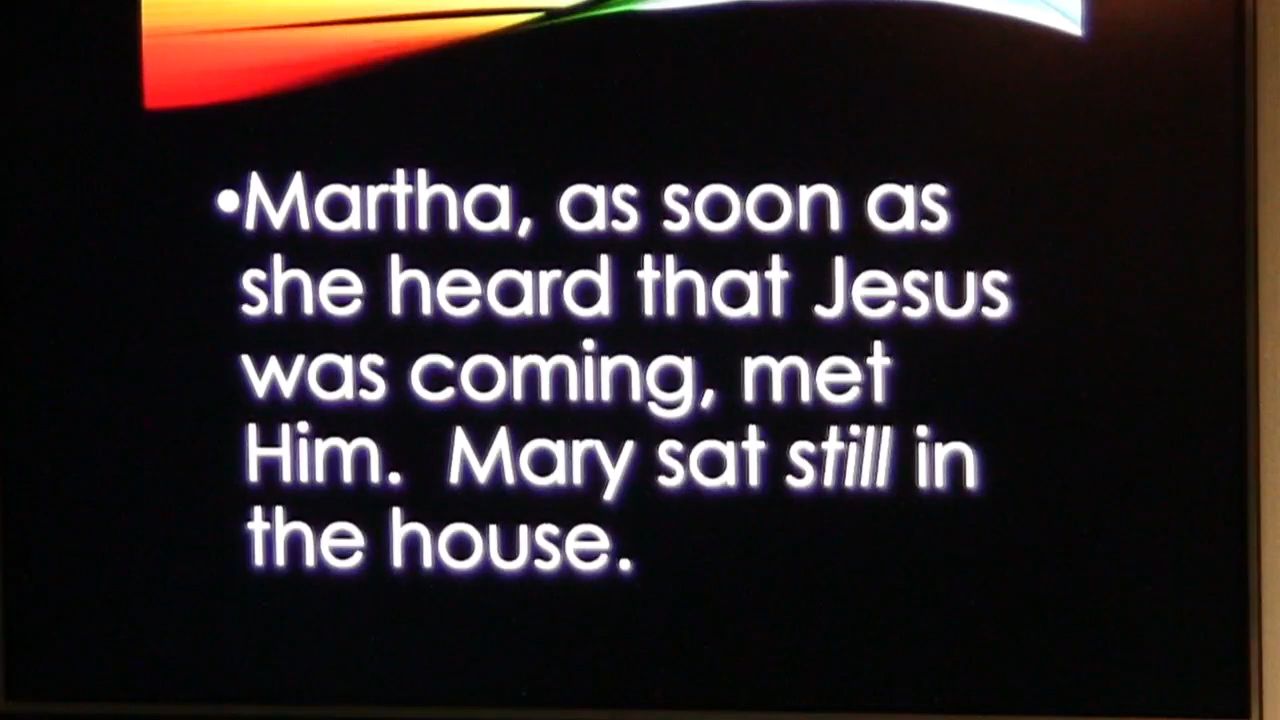 •Martha, as soon as
she heard that Jesus
was coming, met
Him.  Mary sat still in
the house.